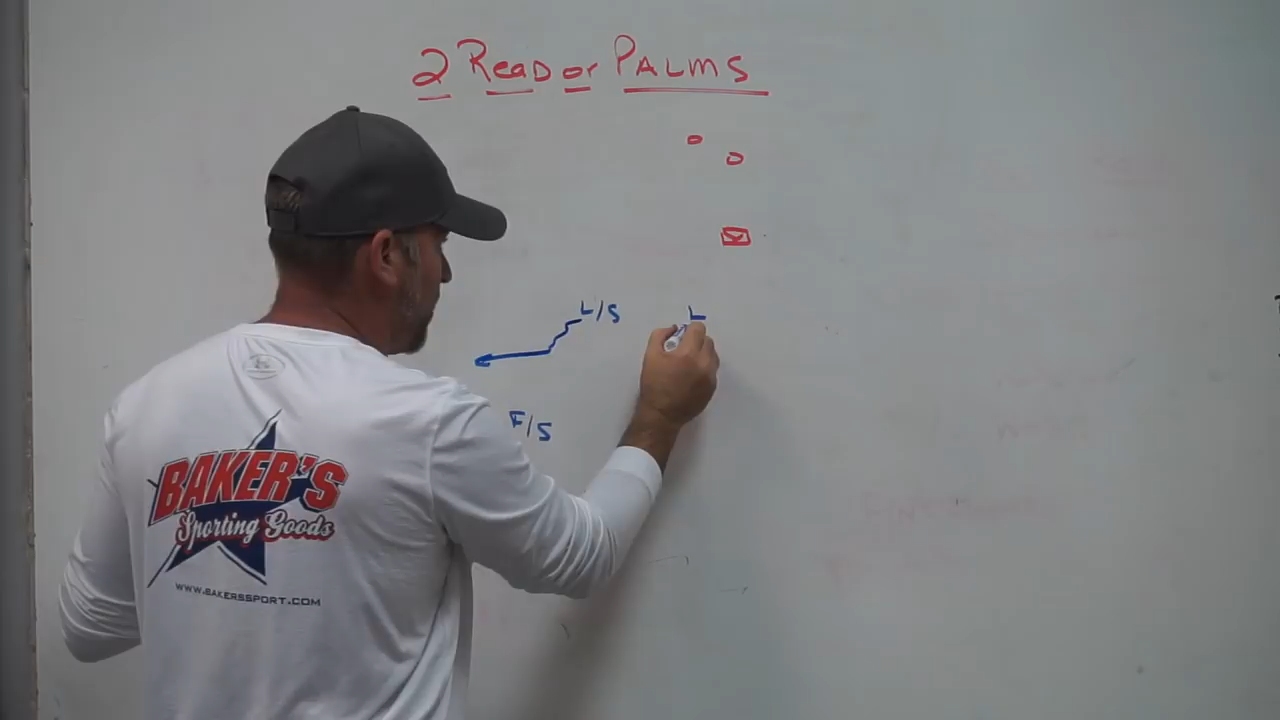 2 Read or PALMS
L/S
L
F/S
BAKER'S
Sporting Goods
WWW.BAKERSSPORT.COM